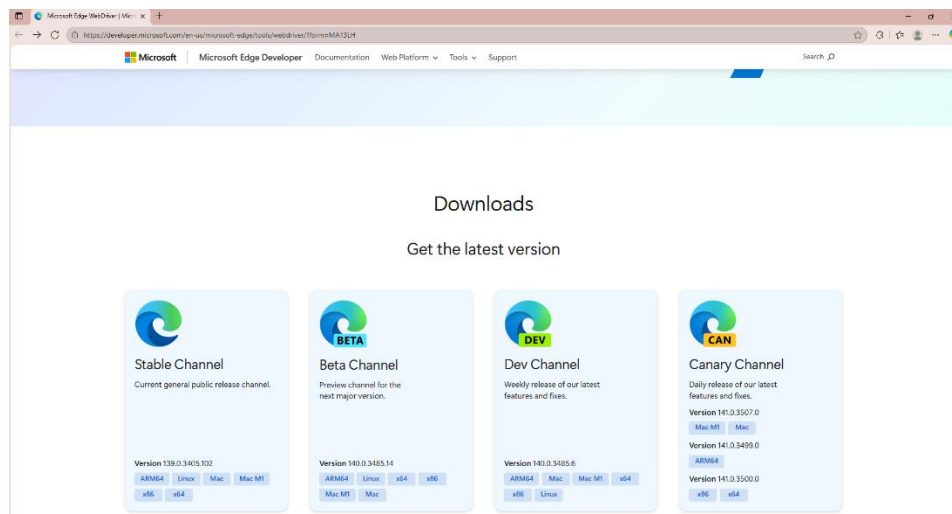 Microsoft Edge WebDriver | Micro
https://developer.microsoft.com/en-us/microsoft-edge/tools/webdriver/?form=MA13LH
Microsoft
Microsoft Edge Developer
Documentation
Web Platform
Tools
Support
Search
Downloads
Get the latest version
BETA
DEV
CAN
Stable Channel
Current general public release channel.
Version 139.0.3405.102
ARM64 Linux Mac Mac M1
x86 x64
Beta Channel
Preview channel for the
next major version.
Version 140.0.3485.14
ARM64 Linux x64 x86
Mac M1 Mac
Dev Channel
Weekly release of our latest
features and fixes.
Version 140.0.3485.6
ARM64 Mac Mac M1 x64
x86 Linux
Canary Channel
Daily release of our latest
features and fixes.
Version 141.0.3507.0
Mac M1 Mac
Version 141.0.3499.0
ARM64
Version 141.0.3500.0
x86 x64